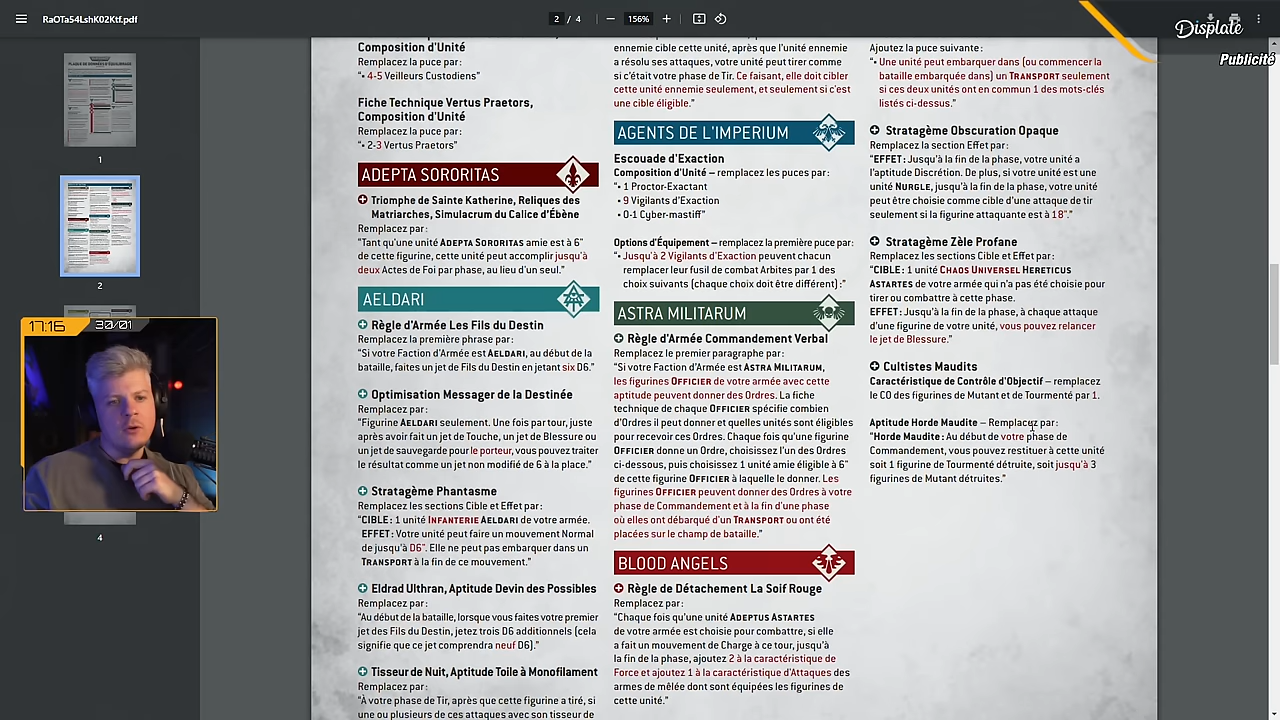 RaOTa54LshK02Ktf.pdf
2 / 4
156%
Displate
Publicité
1
2
4
17:16
30/01
Composition d'Unité
Remplacez la puce par :
"• 4-5 Veilleurs Custodiens"
Fiche Technique Vertus Praetors,
Composition d'Unité
Remplacez la puce par :
"• 2-3 Vertus Praetors"
ADEPTA SORORITAS
Triomphe de Sainte Katherine, Reliques des
Matriarches, Simulacrum du Calice d'Ébène
Remplacez par :
"Tant qu'une unité ADEPTA SORORITAS amie est à 6"
de cette figurine, cette unité peut accomplir jusqu'à
deux Actes de Foi par phase, au lieu d'un seul."
AELDARI
Règle d'Armée Les Fils du Destin
Remplacez la première phrase par :
"Si votre Faction d'Armée est AELDARI, au début de la
bataille, faites un jet de Fils du Destin en jetant six D6."
Optimisation Messager de la Destinée
Remplacez par :
"Figurine AELDARI seulement. Une fois par tour, juste
après avoir fait un jet de Touche, un jet de Blessure ou
un jet de sauvegarde pour le porteur, vous pouvez traiter
le résultat comme un jet non modifié de 6 à la place."
Stratagème Phantasme
Remplacez les sections Cible et Effet par :
"CIBLE : 1 unité INFANTERIE AELDARI de votre armée.
EFFET : Votre unité peut faire un mouvement Normal
de jusqu'à D6". Elle ne peut pas embarquer dans un
TRANSPORT à la fin de ce mouvement."
Eldrad Ulthran, Aptitude Devin des Possibles
Remplacez par :
"Au début de la bataille, lorsque vous faites votre premier
jet des Fils du Destin, jetez trois D6 additionnels (cela
signifie que ce jet comprendra neuf D6)."
Tisseur de Nuit, Aptitude Toile à Monofilament
Remplacez par :
"À votre phase de Tir, après que cette figurine a tiré, si
une ou plusieurs de ces attaques avec son tisseur de
ennemie cible cette unité, après que l'unité ennemie
a résolu ses attaques, votre unité peut tirer comme
si c'était votre phase de Tir. Ce faisant, elle doit cibler
cette unité ennemie seulement, et seulement si c'est
une cible éligible."
AGENTS DE L'IMPERIUM
Escouade d'Exaction
Composition d'Unité – remplacez les puces par :
"• 1 Proctor-Exactant
• 9 Vigilants d'Exaction
• 0-1 Cyber-mastiff"
Options d'Équipement – remplacez la première puce par :
"• Jusqu'à 2 Vigilants d'Exaction peuvent chacun
remplacer leur fusil de combat Arbites par 1 des
choix suivants (chaque choix doit être différent) :"
ASTRA MILITARUM
Règle d'Armée Commandement Verbal
Remplacez le premier paragraphe par :
"Si votre Faction d'Armée est ASTRA MILITARUM,
les figurines OFFICIER de votre armée avec cette
aptitude peuvent donner des Ordres. La fiche
technique de chaque OFFICIER spécifie combien
d'Ordres il peut donner et quelles unités sont éligibles
pour recevoir ces Ordres. Chaque fois qu'une figurine
OFFICIER donne un Ordre, choisissez l'un des Ordres
ci-dessous, puis choisissez 1 unité amie éligible à 6"
de cette figurine OFFICIER à laquelle le donner. Les
figurines OFFICIER peuvent donner des Ordres à votre
phase de Commandement et à la fin d'une phase
où elles ont débarqué d'un TRANSPORT ou ont été
placées sur le champ de bataille."
BLOOD ANGELS
Règle de Détachement La Soif Rouge
Remplacez par :
"Chaque fois qu'une unité ADEPTUS ASTARTES
de votre armée est choisie pour combattre, si elle
a fait un mouvement de Charge à ce tour, jusqu'à
la fin de la phase, ajoutez 2 à la caractéristique de
Force et ajoutez 1 à la caractéristique d'Attaques des
armes de mêlée dont sont équipées les figurines de
cette unité."
Ajoutez la puce suivante :
"• Une unité peut embarquer dans (ou commencer la
bataille embarquée dans) un TRANSPORT seulement
si ces deux unités ont en commun 1 des mots-clés
listés ci-dessus."
Stratagème Obscuration Opaque
Remplacez la section Effet par :
"EFFET : Jusqu'à la fin de la phase, votre unité a
l'aptitude Discrétion. De plus, si votre unité est une
unité NURGLE, jusqu'à la fin de la phase, votre unité
peut être choisie comme cible d'une attaque de tir
seulement si la figurine attaquante est à 18"."
Stratagème Zèle Profane
Remplacez les sections Cible et Effet par :
"CIBLE : 1 unité CHAOS UNIVERSEL HERETICUS
ASTARTES de votre armée qui n'a pas été choisie pour
tirer ou combattre à cette phase.
EFFET : Jusqu'à la fin de la phase, à chaque attaque
d'une figurine de votre unité, vous pouvez relancer
le jet de Blessure."
Cultistes Maudits
Caractéristique de Contrôle d'Objectif – remplacez
le CO des figurines de Mutant et de Tourmenté par 1.
Aptitude Horde Maudite – Remplacez par :
"Horde Maudite : Au début de votre phase de
Commandement, vous pouvez restituer à cette unité
soit 1 figurine de Tourmenté détruite, soit jusqu'à 3
figurines de Mutant détruites."